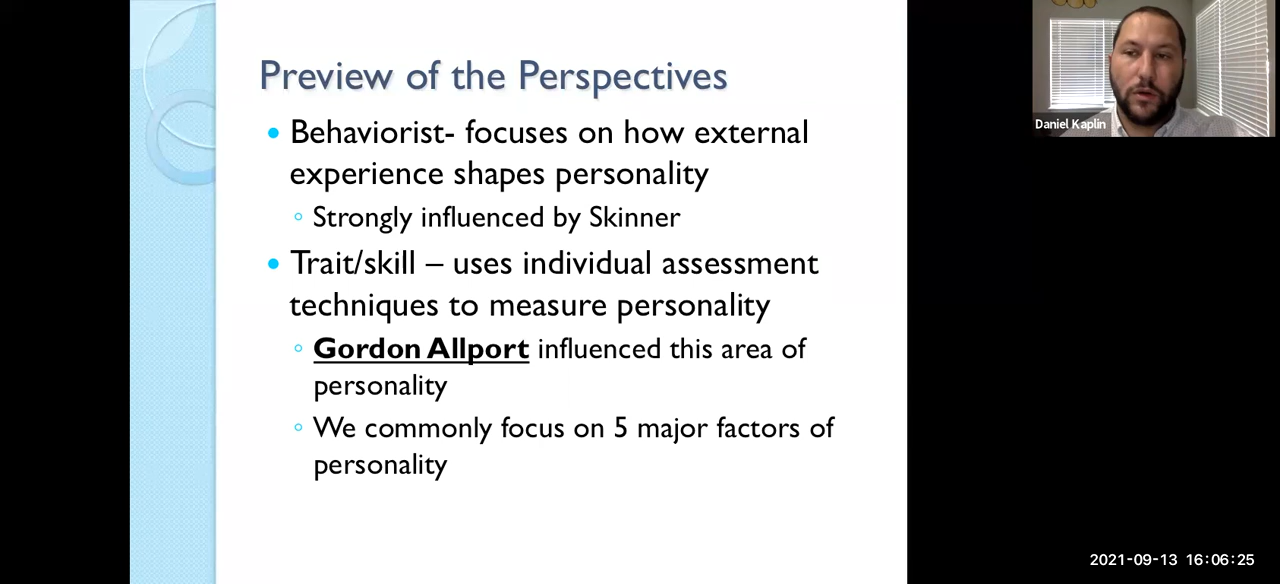 Preview of the Perspectives
Behaviorist- focuses on how external
experience shapes personality
Strongly influenced by Skinner
Trait/skill – uses individual assessment
techniques to measure personality
Gordon Allport influenced this area of
personality
We commonly focus on 5 major factors of
personality
Daniel Kaplin
2021-09-13 16:06:25